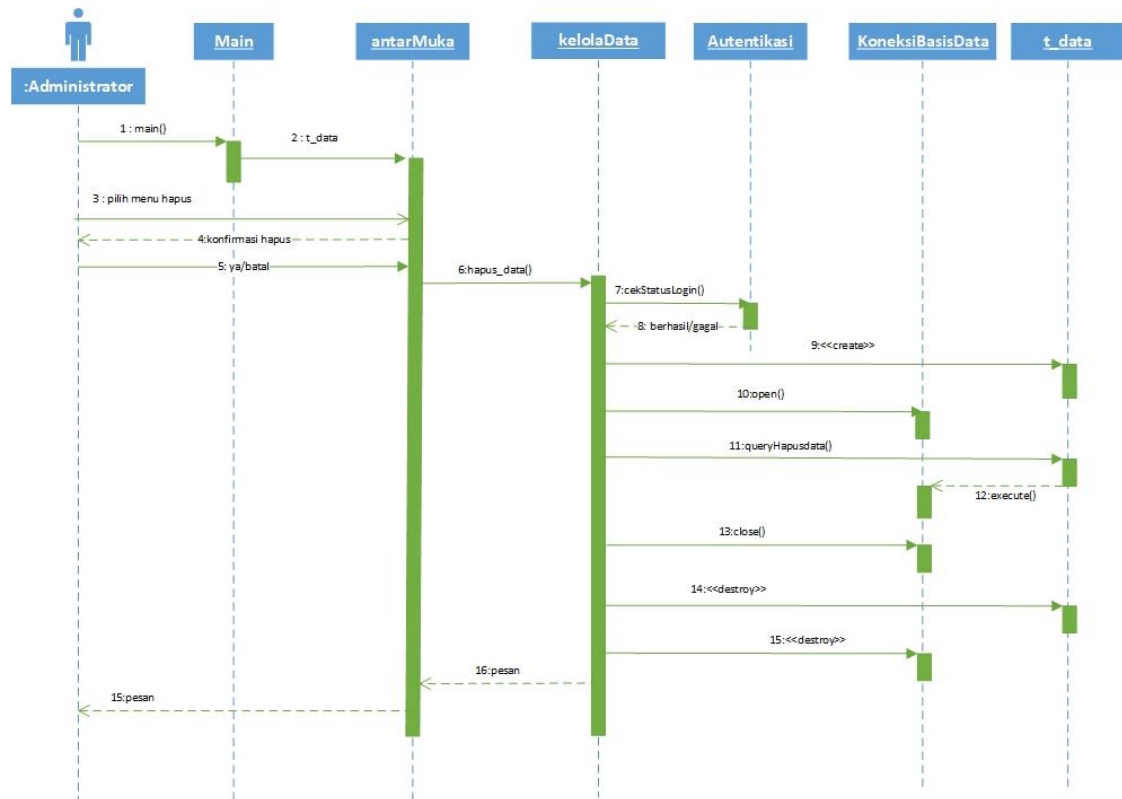 Main
antarMuka
kelolaData
Autentikasi
KoneksiBasisData
t_data
:Administrator
1 : main()
2 : t_data
3 : pilih menu hapus
4:konfirmasi hapus
5: ya/batal
6:hapus_data()
7:cekStatusLogin()
8: berhasil/gagal
9:<<create>>
10:open()
11:queryHapusdata()
12:execute()
13:close()
14:<<destroy>>
15:<<destroy>>
16:pesan
15:pesan